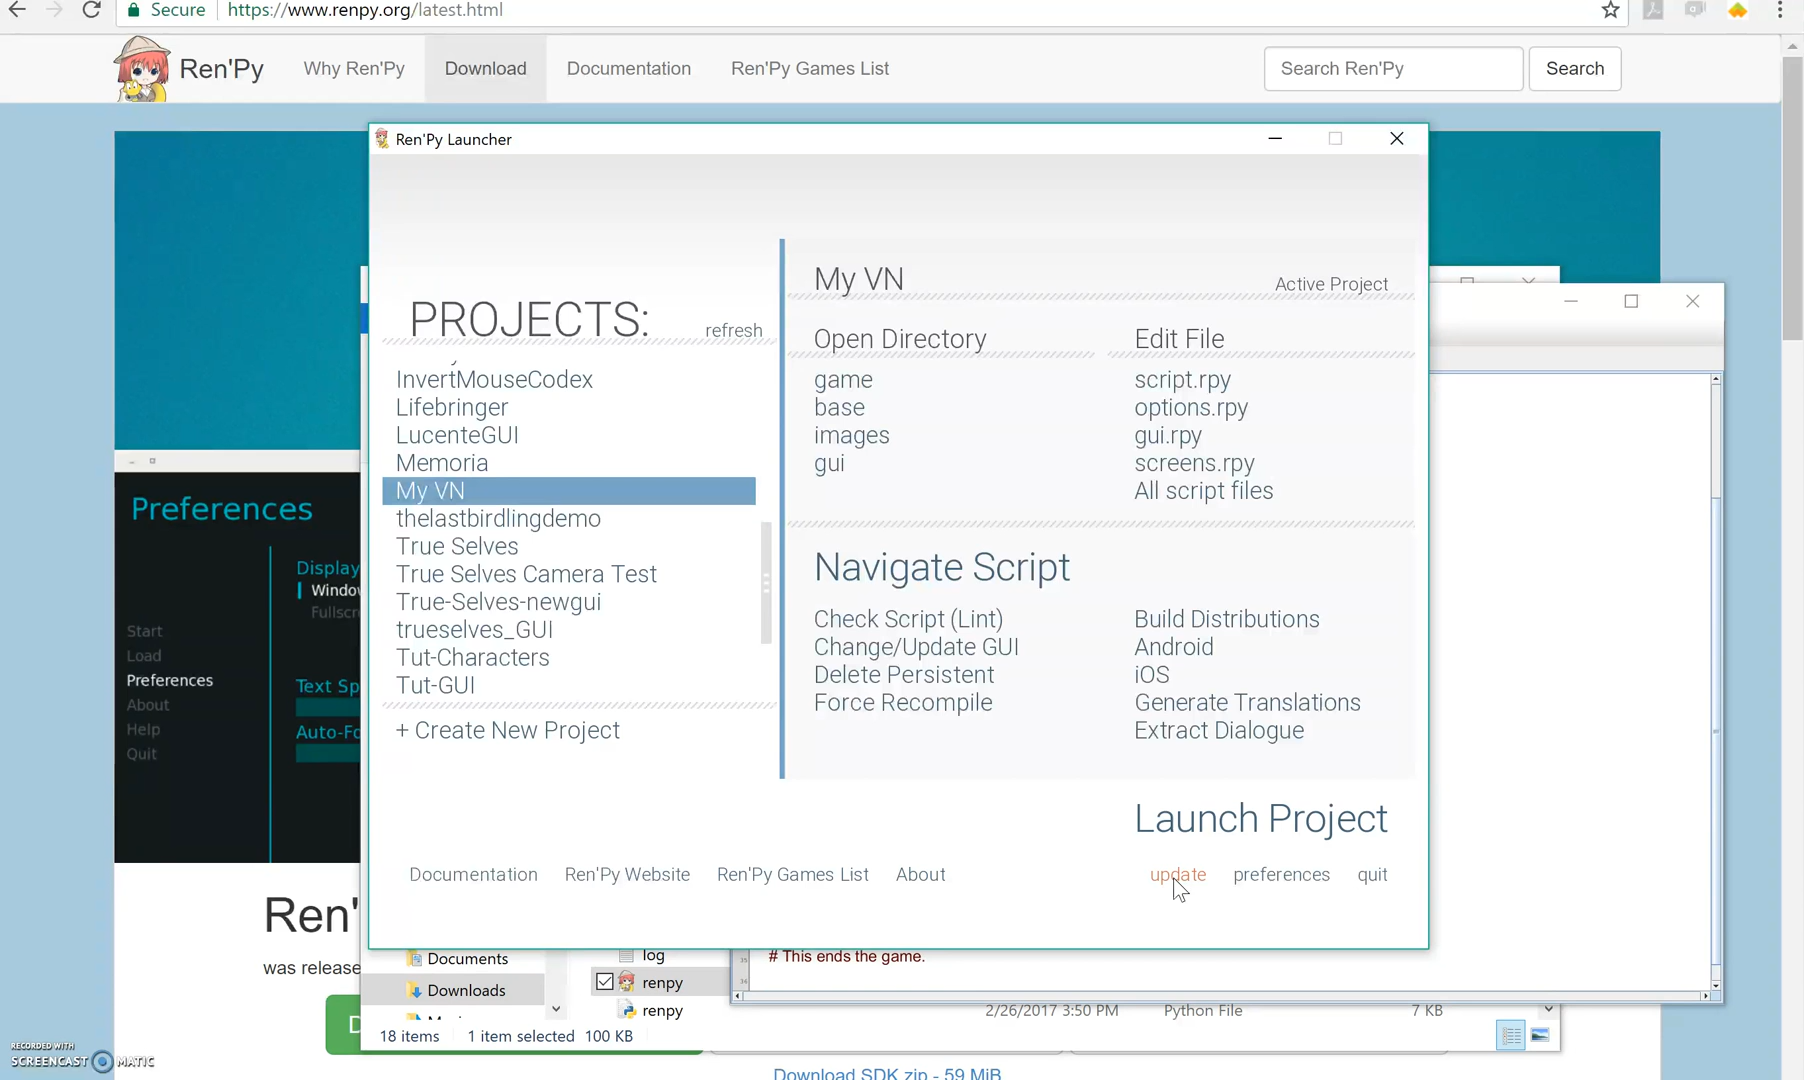 Secure https://www.renpy.org/latest.html
Ren'Py Why Ren'Py Download Documentation Ren'Py Games List Search Ren'Py Search
Ren'Py Launcher
My VN Active Project
PROJECTS: refresh
Open Directory Edit File
InvertMouseCodex
Lifebringer
LucenteGUI
Memoria
My VN
thelastbirdlingdemo
True Selves
True Selves Camera Test
True-Selves-newgui
trueselves_GUI
Tut-Characters
Tut-GUI
+ Create New Project
game
base
images
gui
script.rpy
options.rpy
gui.rpy
screens.rpy
All script files
Navigate Script
Check Script (Lint)
Change/Update GUI
Delete Persistent
Force Recompile
Build Distributions
Android
iOS
Generate Translations
Extract Dialogue
Launch Project
Documentation Ren'Py Website Ren'Py Games List About update preferences quit
Preferences
Display
Windo
Fullscr
Start
Load
Preferences
About
Help
Quit
Text Sp
Auto-Fo
Ren'
was release
D
# This ends the game.
Documents
Downloads
log
renpy
renpy 2/26/2017 3:50 PM Python File 7 KB
18 items 1 item selected 100 KB
Download SDK zip - 59 MiB
RECORDED WITH
SCREENCAST MATIC